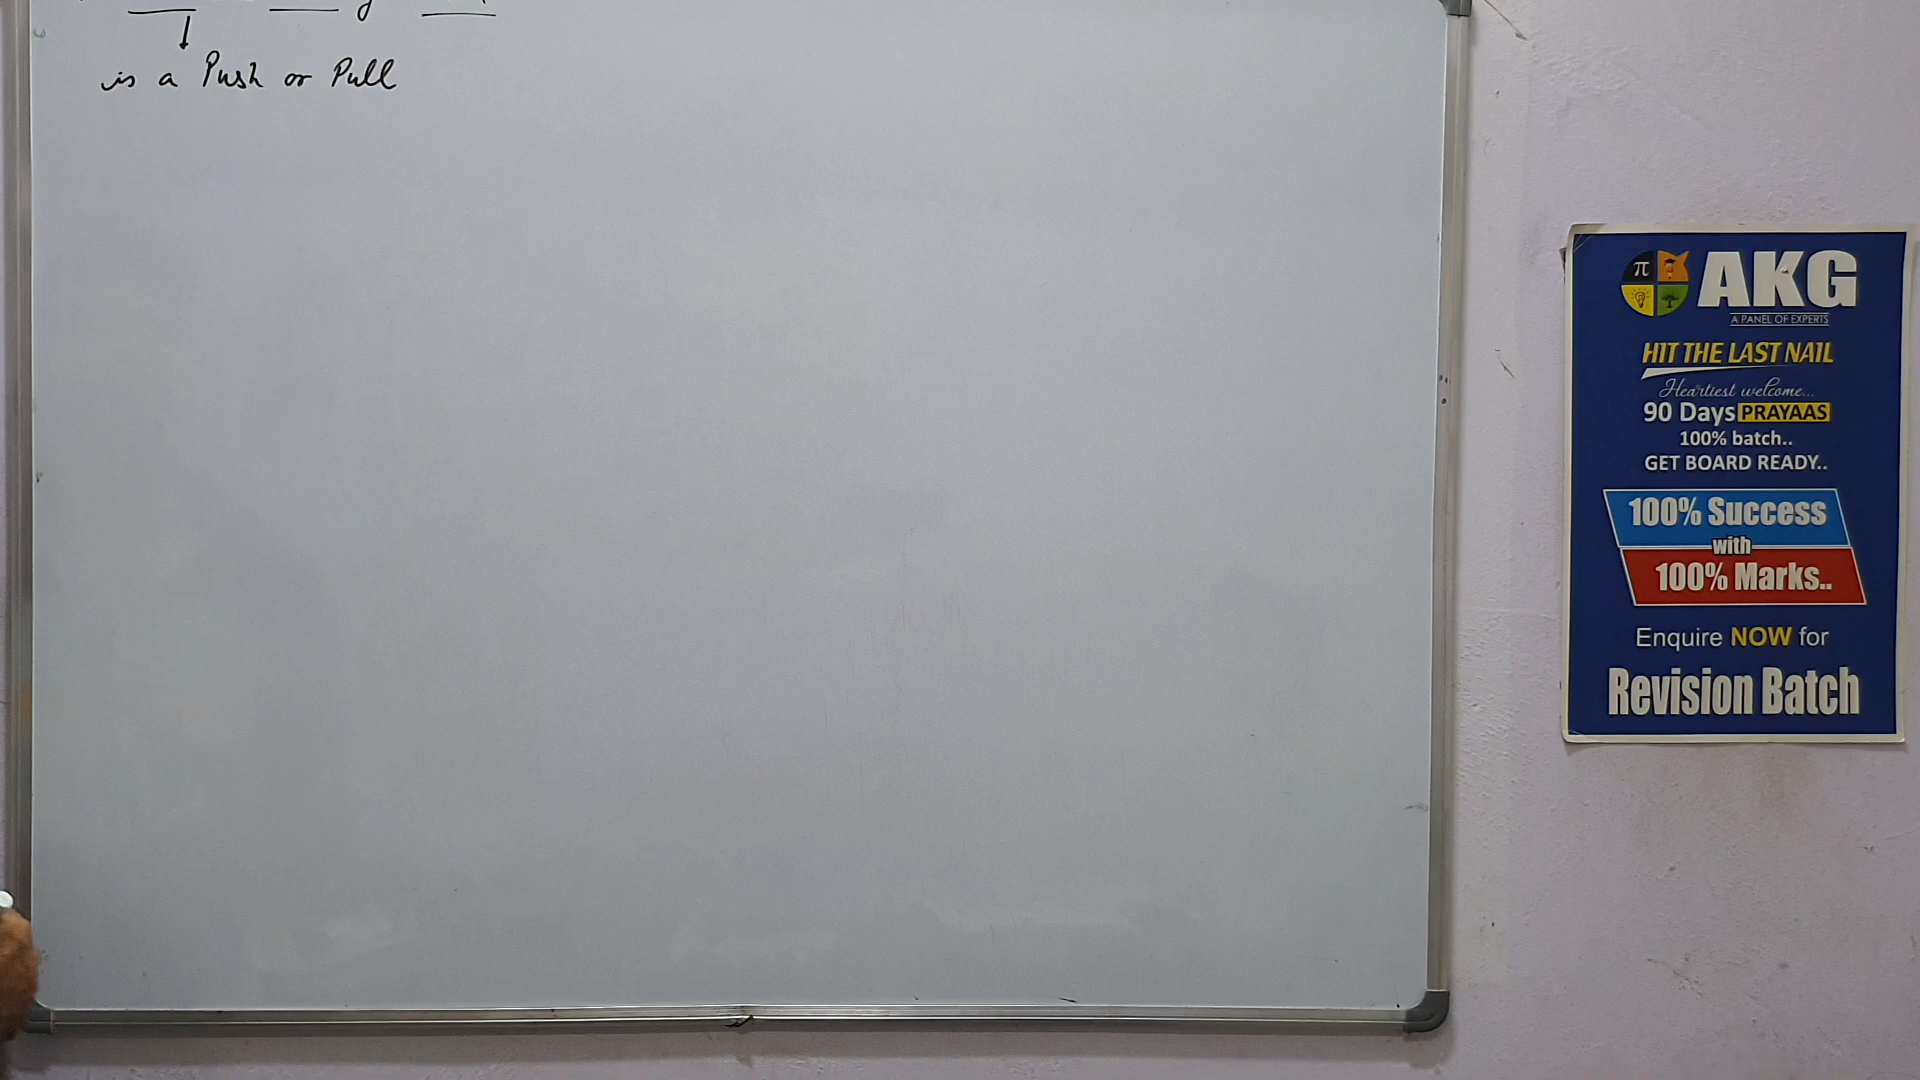 is a Push or Pull
π
AKG
A PANEL OF EXPERTS
HIT THE LAST NAIL
Heartiest welcome...
90 Days PRAYAAS
100% batch..
GET BOARD READY..
100% Success
with
100% Marks..
Enquire NOW for
Revision Batch